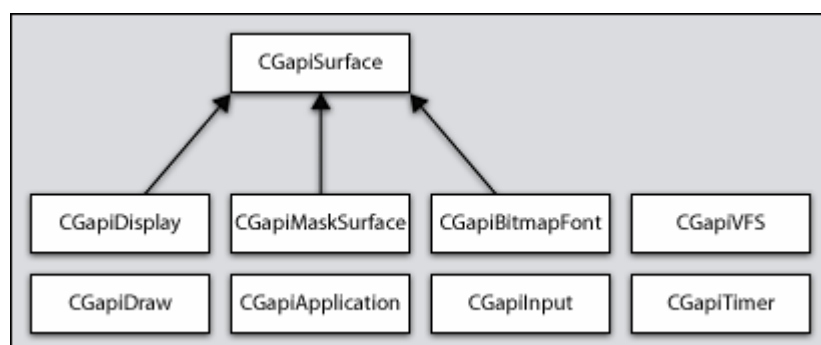 CGapiSurface
CGapiDisplay
CGapiMaskSurface
CGapiBitmapFont
CGapiVFS
CGapiDraw
CGapiApplication
CGapiInput
CGapiTimer